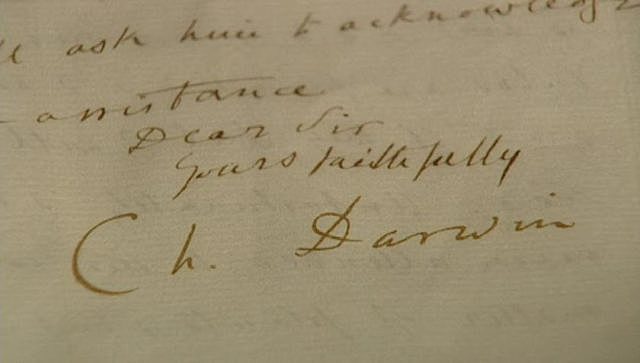 ask him to acknowledge
assistance
Dear Sir
yours faithfully
Ch. Darwin